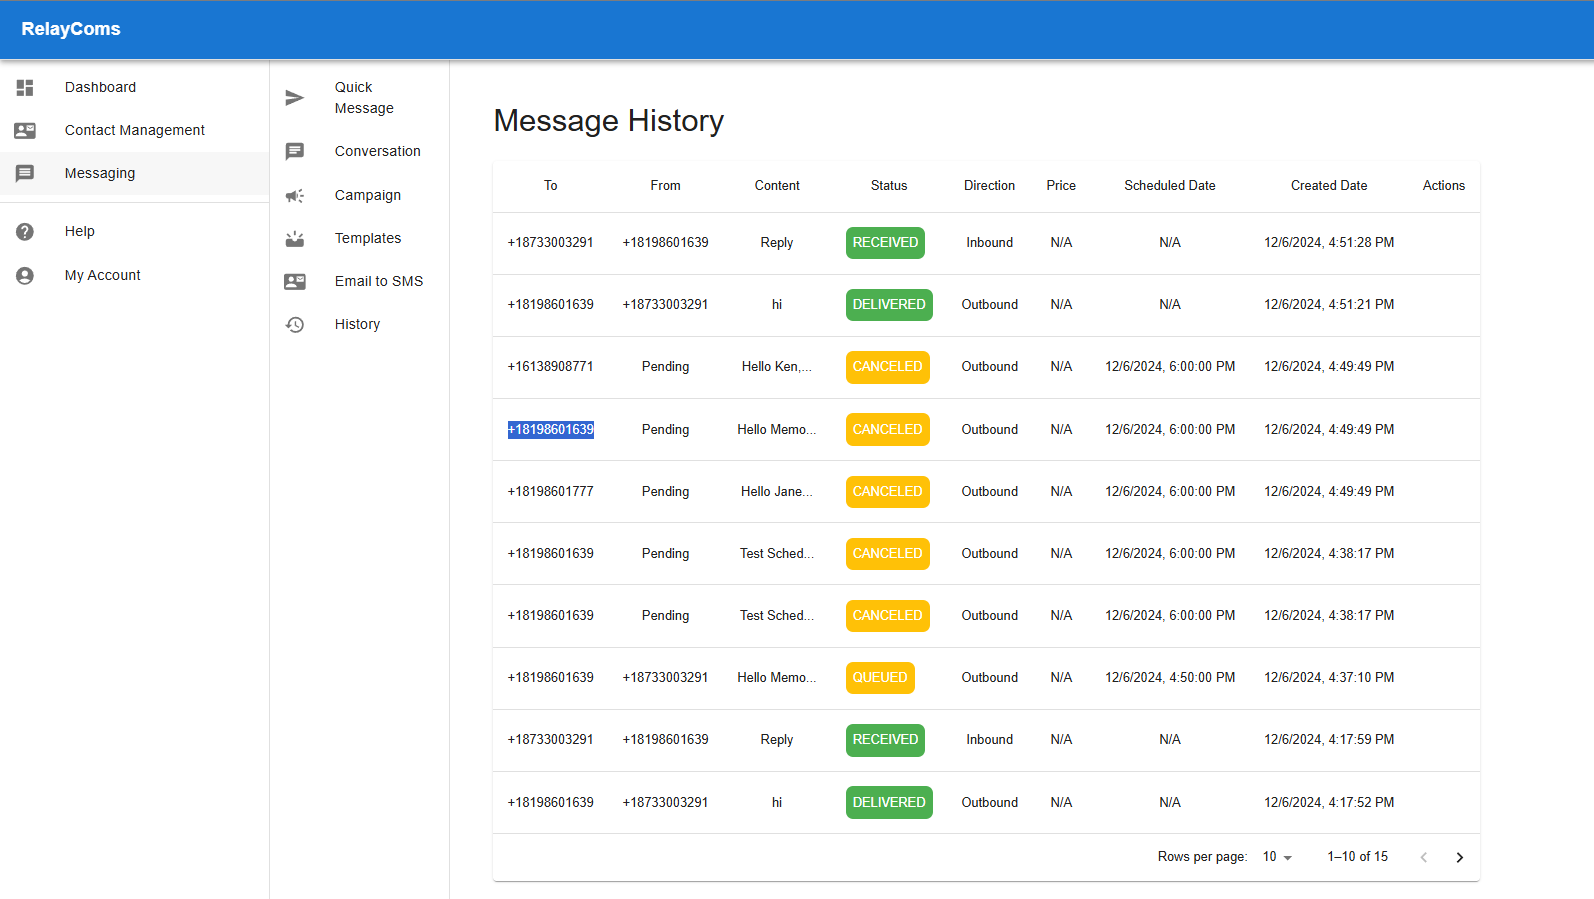 RelayComs
Dashboard
Contact Management
Messaging
Help
My Account
Quick
Message
Conversation
Campaign
Templates
Email to SMS
History
Message History
To From Content Status Direction Price Scheduled Date Created Date Actions
+18733003291 +18198601639 Reply RECEIVED Inbound N/A N/A 12/6/2024, 4:51:28 PM
+18198601639 +18733003291 hi DELIVERED Outbound N/A N/A 12/6/2024, 4:51:21 PM
+16138908771 Pending Hello Ken,... CANCELED Outbound N/A 12/6/2024, 6:00:00 PM 12/6/2024, 4:49:49 PM
+18198601639 Pending Hello Memo... CANCELED Outbound N/A 12/6/2024, 6:00:00 PM 12/6/2024, 4:49:49 PM
+18198601777 Pending Hello Jane... CANCELED Outbound N/A 12/6/2024, 6:00:00 PM 12/6/2024, 4:49:49 PM
+18198601639 Pending Test Sched... CANCELED Outbound N/A 12/6/2024, 6:00:00 PM 12/6/2024, 4:38:17 PM
+18198601639 Pending Test Sched... CANCELED Outbound N/A 12/6/2024, 6:00:00 PM 12/6/2024, 4:38:17 PM
+18198601639 +18733003291 Hello Memo... QUEUED Outbound N/A 12/6/2024, 4:50:00 PM 12/6/2024, 4:37:10 PM
+18733003291 +18198601639 Reply RECEIVED Inbound N/A N/A 12/6/2024, 4:17:59 PM
+18198601639 +18733003291 hi DELIVERED Outbound N/A N/A 12/6/2024, 4:17:52 PM
Rows per page: 10 1–10 of 15